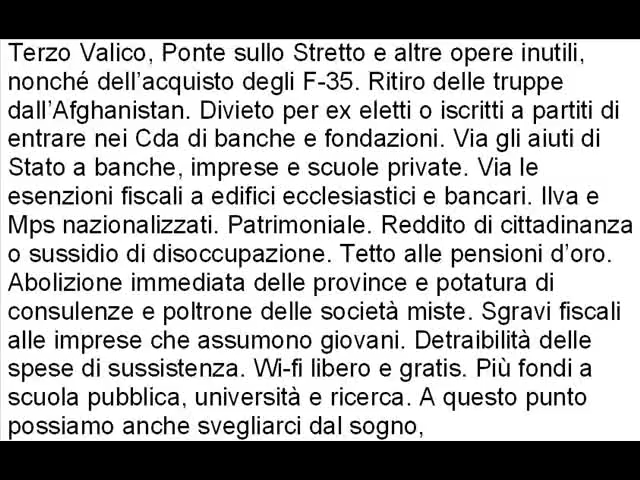 Terzo Valico, Ponte sullo Stretto e altre opere inutili,
nonché dell'acquisto degli F-35. Ritiro delle truppe
dall'Afghanistan. Divieto per ex eletti o iscritti a partiti di
entrare nei Cda di banche e fondazioni. Via gli aiuti di
Stato a banche, imprese e scuole private. Via le
esenzioni fiscali a edifici ecclesiastici e bancari. Ilva e
Mps nazionalizzati. Patrimoniale. Reddito di cittadinanza
o sussidio di disoccupazione. Tetto alle pensioni d'oro.
Abolizione immediata delle province e potatura di
consulenze e poltrone delle società miste. Sgravi fiscali
alle imprese che assumono giovani. Detraibilità delle
spese di sussistenza. Wi-fi libero e gratis. Più fondi a
scuola pubblica, università e ricerca. A questo punto
possiamo anche svegliarci dal sogno,